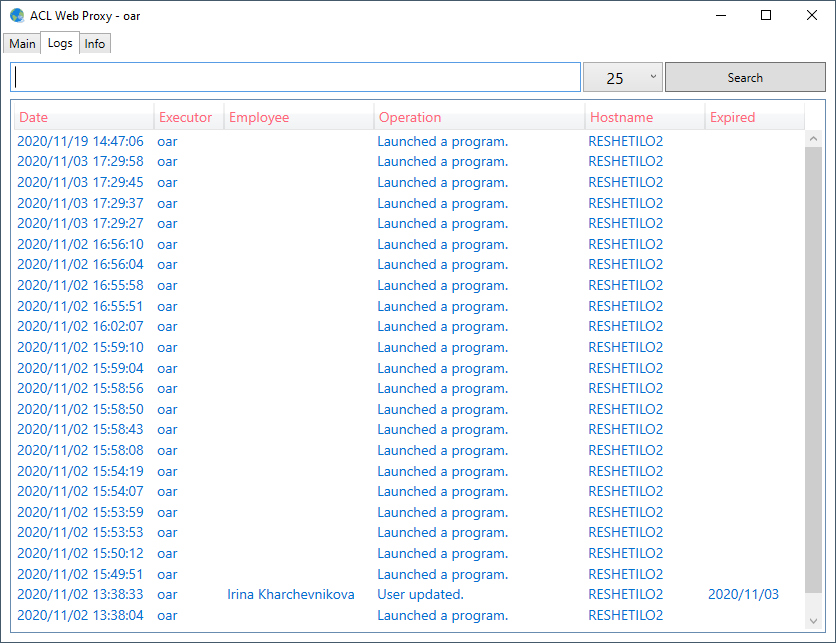 ACL Web Proxy - oar
Main Logs Info
25 Search
Date Executor Employee Operation Hostname Expired
2020/11/19 14:47:06 oar Launched a program. RESHETILO2
2020/11/03 17:29:58 oar Launched a program. RESHETILO2
2020/11/03 17:29:45 oar Launched a program. RESHETILO2
2020/11/03 17:29:37 oar Launched a program. RESHETILO2
2020/11/03 17:29:27 oar Launched a program. RESHETILO2
2020/11/02 16:56:10 oar Launched a program. RESHETILO2
2020/11/02 16:56:04 oar Launched a program. RESHETILO2
2020/11/02 16:55:58 oar Launched a program. RESHETILO2
2020/11/02 16:55:51 oar Launched a program. RESHETILO2
2020/11/02 16:02:07 oar Launched a program. RESHETILO2
2020/11/02 15:59:10 oar Launched a program. RESHETILO2
2020/11/02 15:59:04 oar Launched a program. RESHETILO2
2020/11/02 15:58:56 oar Launched a program. RESHETILO2
2020/11/02 15:58:50 oar Launched a program. RESHETILO2
2020/11/02 15:58:43 oar Launched a program. RESHETILO2
2020/11/02 15:58:08 oar Launched a program. RESHETILO2
2020/11/02 15:54:19 oar Launched a program. RESHETILO2
2020/11/02 15:54:07 oar Launched a program. RESHETILO2
2020/11/02 15:53:59 oar Launched a program. RESHETILO2
2020/11/02 15:53:53 oar Launched a program. RESHETILO2
2020/11/02 15:50:12 oar Launched a program. RESHETILO2
2020/11/02 15:49:51 oar Launched a program. RESHETILO2
2020/11/02 13:38:33 oar Irina Kharchevnikova User updated. RESHETILO2 2020/11/03
2020/11/02 13:38:04 oar Launched a program. RESHETILO2